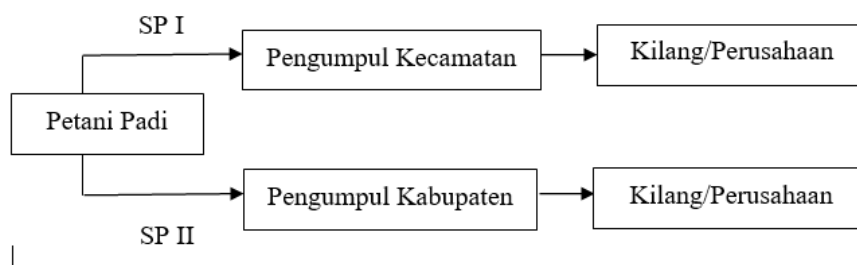 SP I
Pengumpul Kecamatan
Kilang/Perusahaan
Petani Padi
Pengumpul Kabupaten
Kilang/Perusahaan
SP II